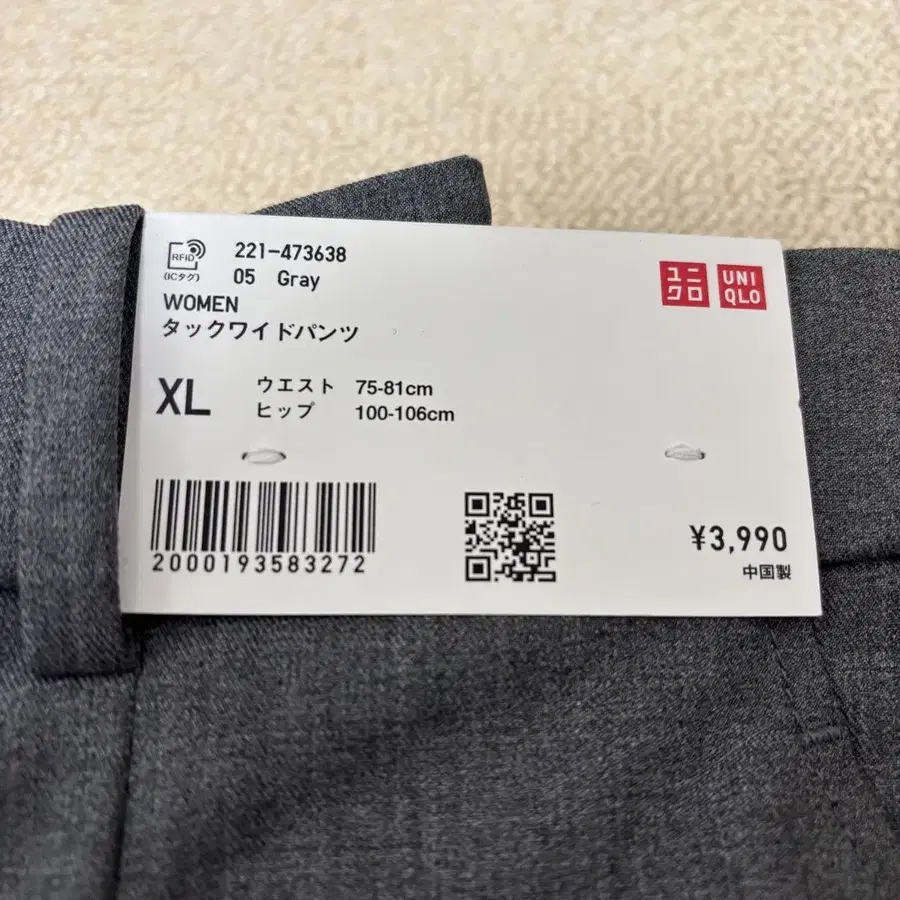 RFID
(ICタグ)
221-473638
05 Gray
WOMEN
タックワイドパンツ
ユニクロ
UNIQLO
XL
ウエスト 75-81cm
ヒップ 100-106cm
2000193583272
¥3,990
中国製